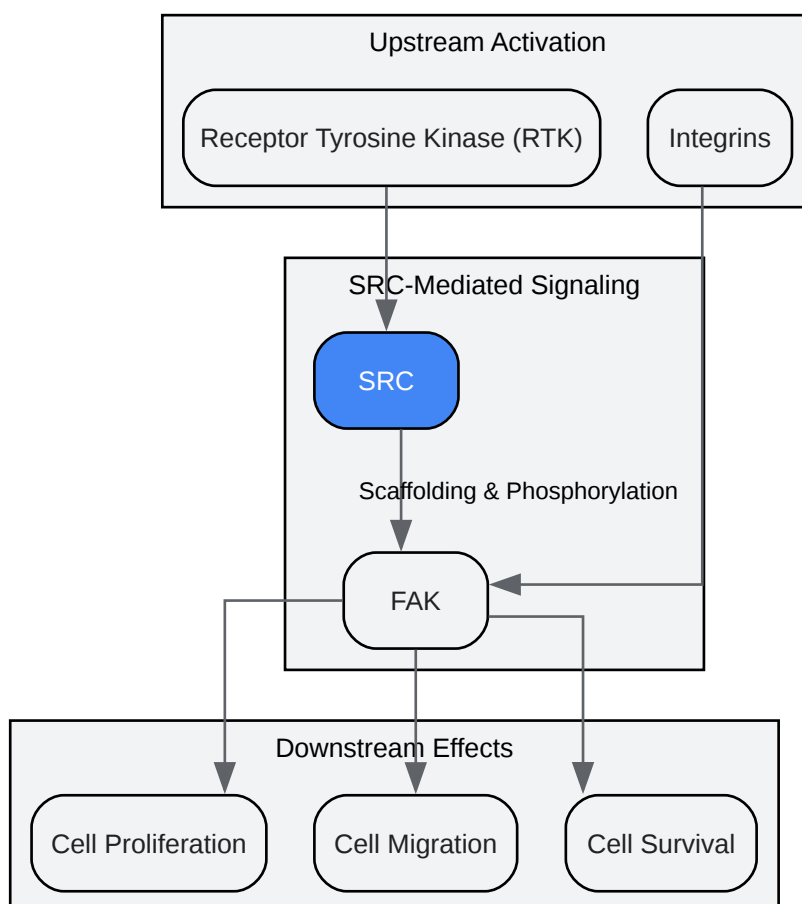 Upstream Activation
Receptor Tyrosine Kinase (RTK)
Integrins
SRC-Mediated Signaling
SRC
Scaffolding & Phosphorylation
FAK
Downstream Effects
Cell Proliferation
Cell Migration
Cell Survival